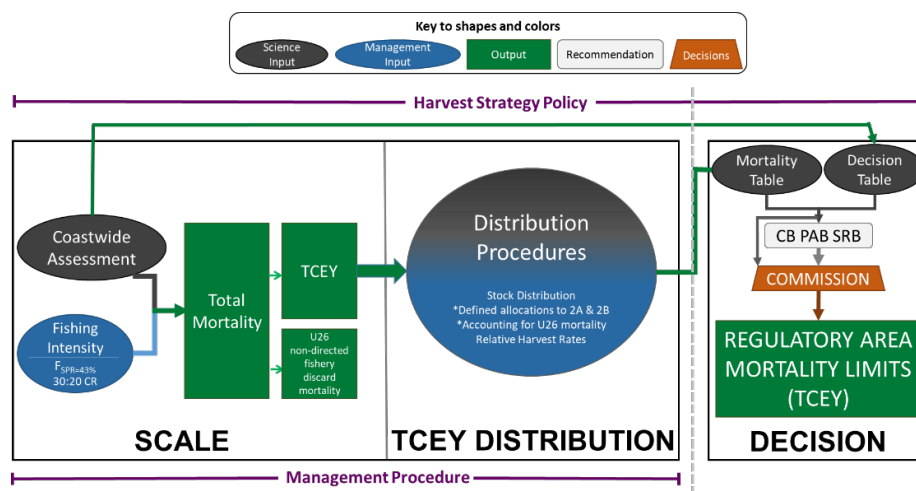 Key to shapes and colors
Science
Input
Management
Input
Output
Recommendation
Decisions
Harvest Strategy Policy
Coastwide
Assessment
Fishing
Intensity
FSPR=43%
30:20 CR
Total
Mortality
TCEY
U26
non-directed
fishery
discard
mortality
SCALE
Distribution
Procedures
Stock Distribution
*Defined allocations to 2A & 2B
*Accounting for U26 mortality
Relative Harvest Rates
TCEY DISTRIBUTION
Mortality
Table
Decision
Table
CB PAB SRB
COMMISSION
REGULATORY AREA
MORTALITY LIMITS
(TCEY)
DECISION
Management Procedure